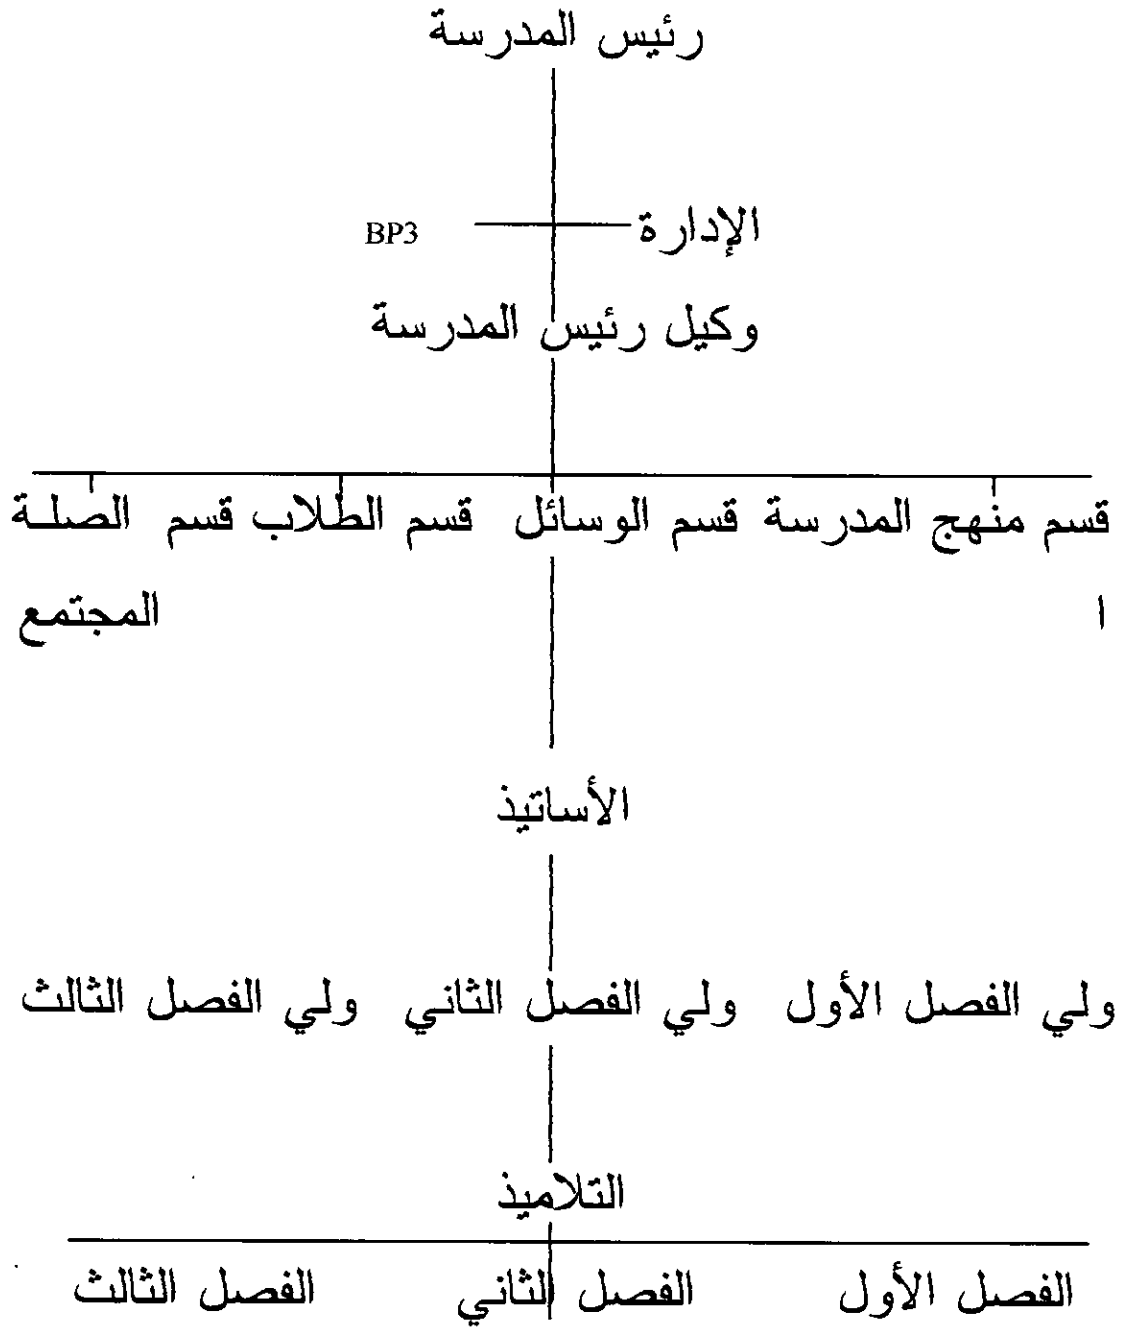 رئيس المدرسة
الإدارة BP3
وكيل رئيس المدرسة
قسم منهج المدرسة قسم الوسائل قسم الطلاب قسم الصلة
ا المجتمع
الأساتيذ
ولي الفصل الأول ولي الفصل الثاني ولي الفصل الثالث
التلاميذ
الفصل الأول الفصل الثاني الفصل الثالث